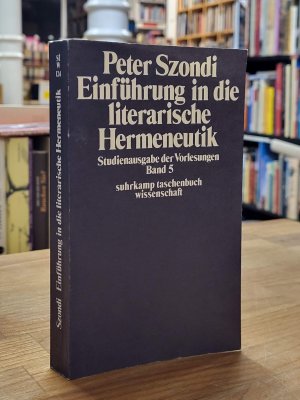 Peter Szondi
Einführung in die
literarische
Hermeneutik
Studienausgabe der Vorlesungen
Band 5
suhrkamp taschenbuch
wissenschaft
Szondi Einführung in die literarische Hermeneutik